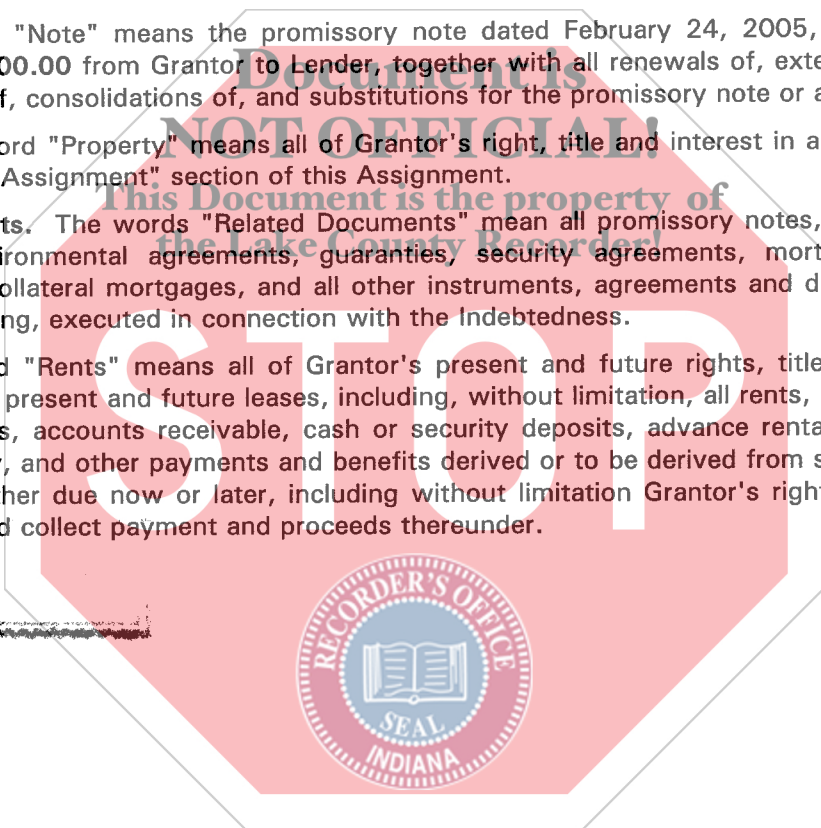 "Note" means the promissory note dated February 24, 2005,
00.00 from Grantor to Lender, together with all renewals of, exte
f, consolidations of, and substitutions for the promissory note or a
ord "Property" means all of Grantor's right, title and interest in a
Assignment" section of this Assignment.
ts. The words "Related Documents" mean all promissory notes,
ironmental agreements, guaranties, security agreements, mort
ollateral mortgages, and all other instruments, agreements and d
ng, executed in connection with the Indebtedness.
d "Rents" means all of Grantor's present and future rights, title
present and future leases, including, without limitation, all rents,
s, accounts receivable, cash or security deposits, advance renta
, and other payments and benefits derived or to be derived from s
her due now or later, including without limitation Grantor's right
d collect payment and proceeds thereunder.
Document is
NOT OFFICIAL!
This Document is the property of
the Lake County Recorder!
STOP
RECORDER'S OFFICE
SEAL
INDIANA